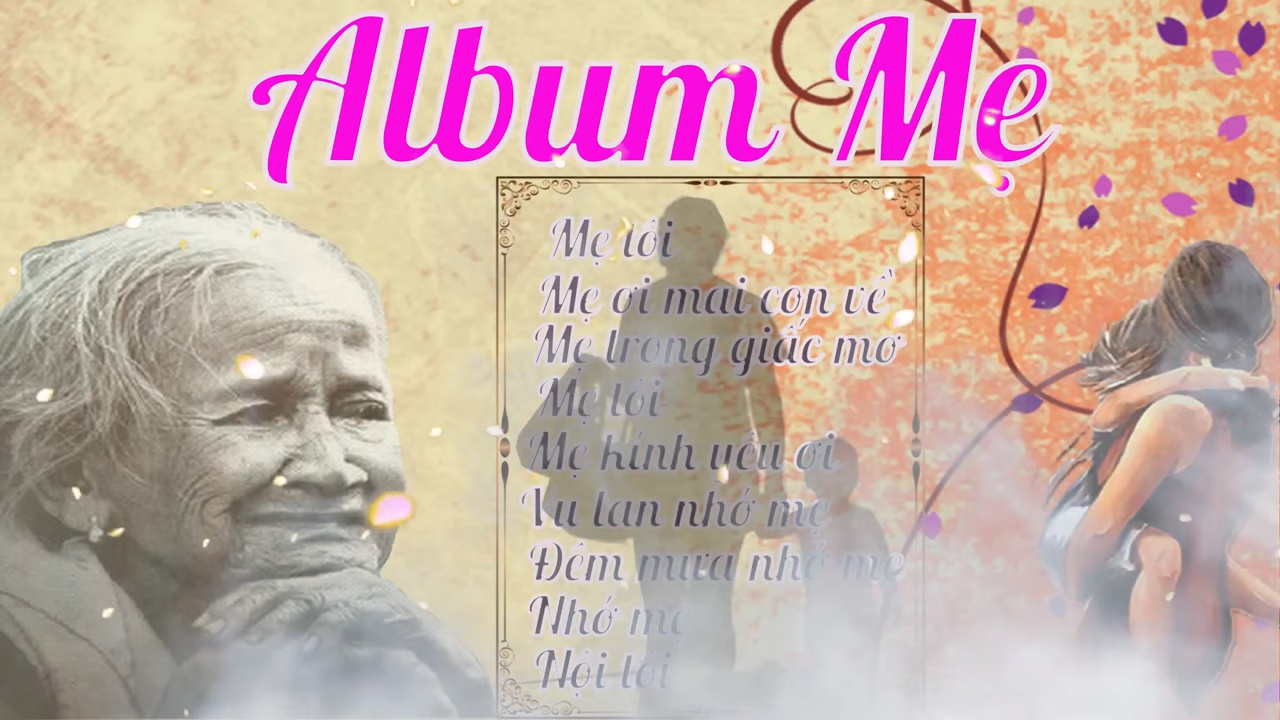 Album Mẹ
Mẹ tôi
Mẹ ơi mai con về
Mẹ trong giấc mơ
Mẹ tôi
Mẹ kính yêu ơi
Vu lan nhớ mẹ
Đêm mưa nhớ mẹ
Nhớ mẹ
Nội tôi